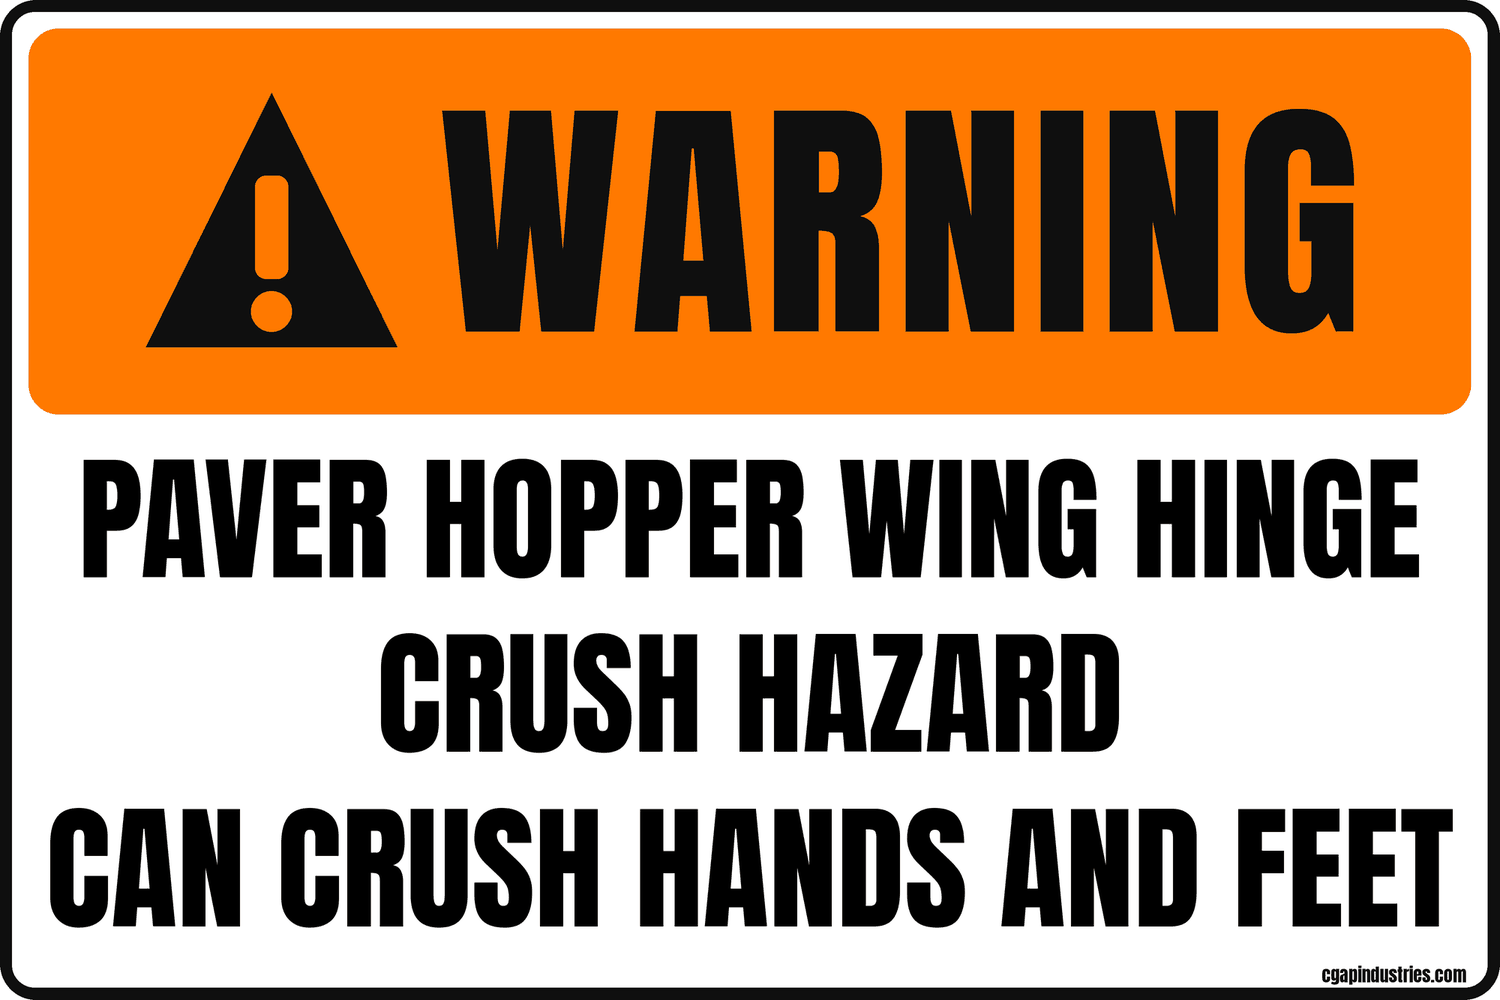 WARNING
PAVER HOPPER WING HINGE
CRUSH HAZARD
CAN CRUSH HANDS AND FEET
cgapindustries.com